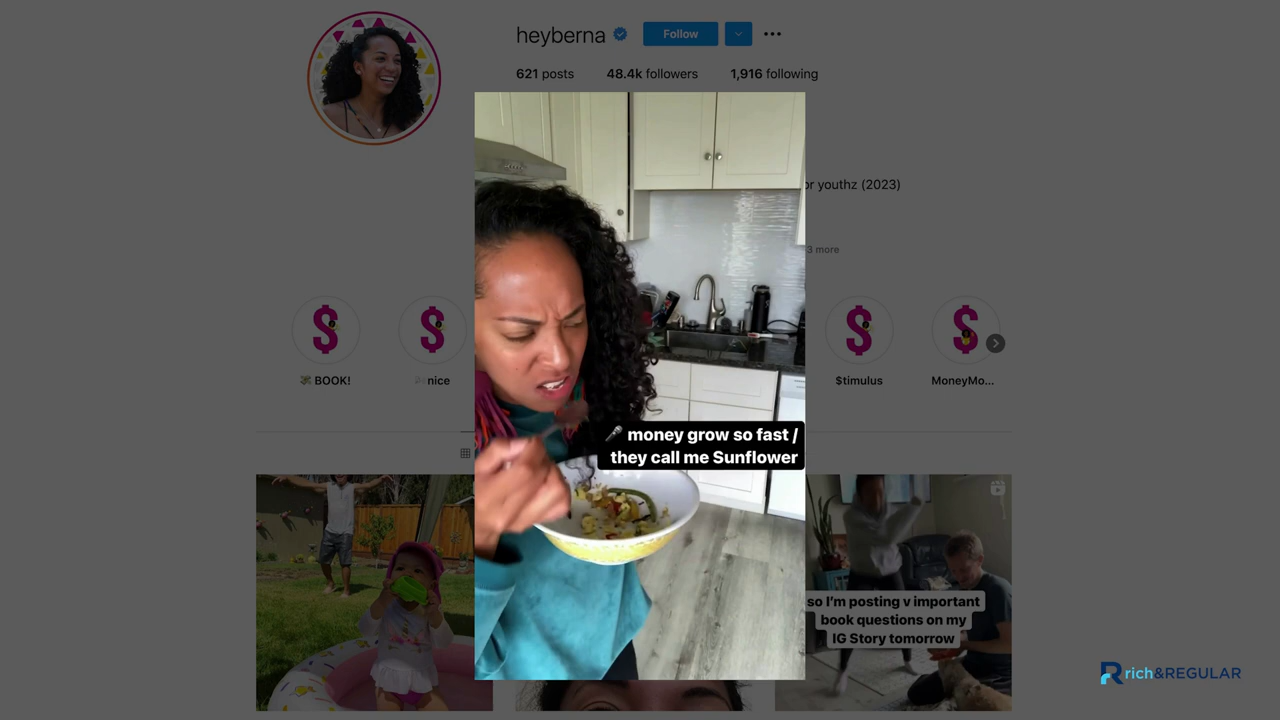 heyberna
Follow
621 posts 48.4k followers 1,916 following
or youthz (2023)
3 more
BOOK!
nice
$timulus
MoneyMo...
money grow so fast /
they call me Sunflower
so I'm posting v important
book questions on my
IG Story tomorrow
rich&REGULAR